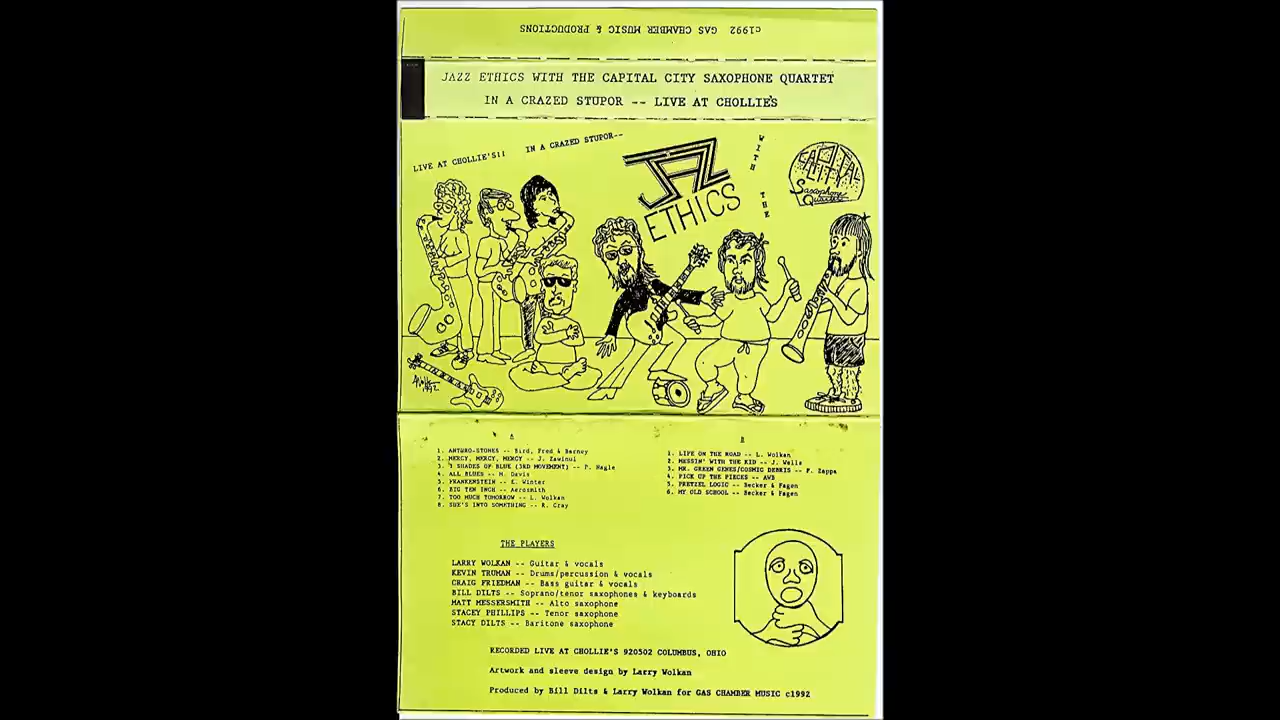 c1992 GAS CHAMBER MUSIC & PRODUCTIONS
JAZZ ETHICS WITH THE CAPITAL CITY SAXOPHONE QUARTET
IN A CRAZED STUPOR -- LIVE AT CHOLLIE'S
LIVE AT CHOLLIE'S!! IN A CRAZED STUPOR--
JAZ
ETHICS
WITH THE
CAPITAL
Saxophone
Quartet
A
1. ANTHRO-STONES -- Bird, Fred & Barney
2. MERCY, MERCY, MERCY -- J. Zawinul
3. 3 SHADES OF BLUE (3RD MOVEMENT) -- P. Nagle
4. ALL BLUES -- M. Davis
5. FRANKENSTEIN -- E. Winter
6. BIG TEN INCH -- Aerosmith
7. TOO MUCH TOMORROW -- L. Wolkan
8. SHE'S INTO SOMETHING -- R. Cray
B
1. LIFE ON THE ROAD -- L. Wolkan
2. MESSIN' WITH THE KID -- J. Wells
3. MR. GREEN GENES/COSMIC DEBRIS -- F. Zappa
4. PICK UP THE PIECES -- AWB
5. PRETZEL LOGIC -- Becker & Fagen
6. MY OLD SCHOOL -- Becker & Fagen
THE PLAYERS
LARRY WOLKAN -- Guitar & vocals
KEVIN TRUMAN -- Drums/percussion & vocals
CRAIG FRIEDMAN -- Bass guitar & vocals
BILL DILTS -- Soprano/tenor saxophones & keyboards
MATT MESSERSMITH -- Alto saxophone
STACEY PHILLIPS -- Tenor saxophone
STACY DILTS -- Baritone saxophone
RECORDED LIVE AT CHOLLIE'S 920502 COLUMBUS, OHIO
Artwork and sleeve design by Larry Wolkan
Produced by Bill Dilts & Larry Wolkan for GAS CHAMBER MUSIC c1992